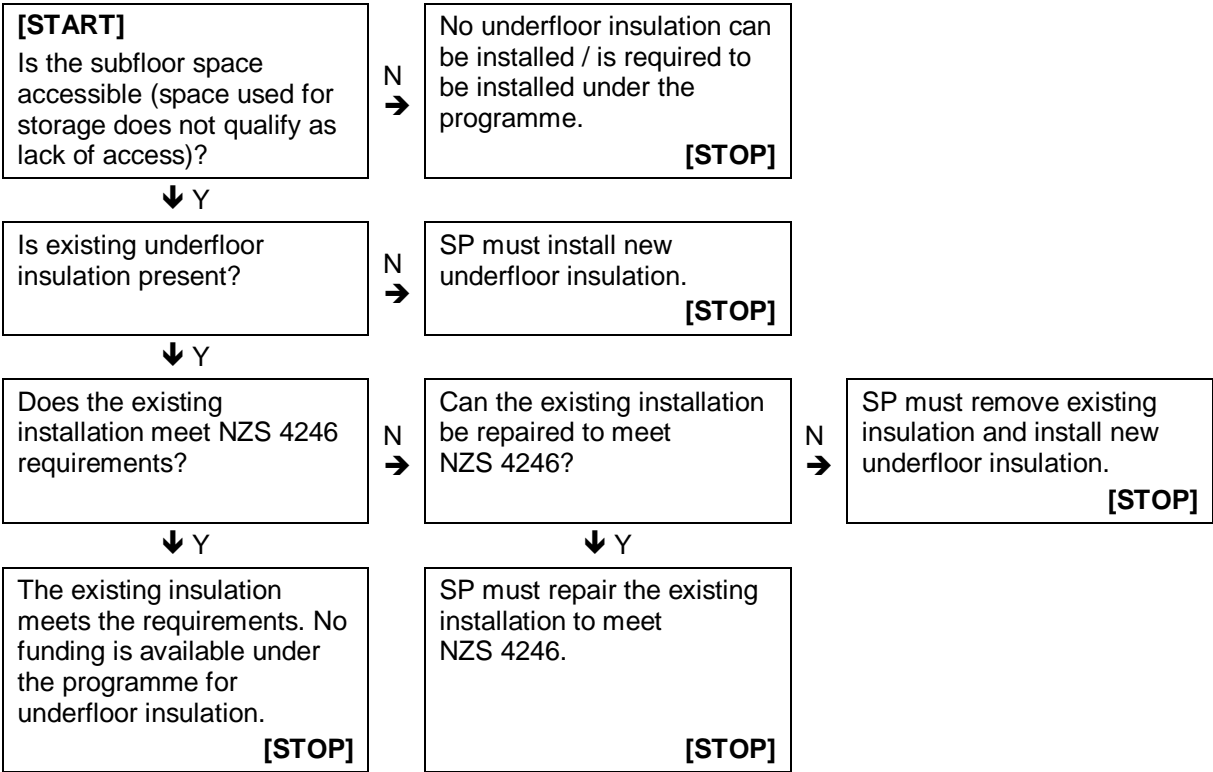 [START]
Is the subfloor space
accessible (space used for
storage does not qualify as
lack of access)?
N
➔
No underfloor insulation can
be installed / is required to
be installed under the
programme.
[STOP]
🡻 Y
Is existing underfloor
insulation present?
N
➔
SP must install new
underfloor insulation.
[STOP]
🡻 Y
Does the existing
installation meet NZS 4246
requirements?
N
➔
Can the existing installation
be repaired to meet
NZS 4246?
N
➔
SP must remove existing
insulation and install new
underfloor insulation.
[STOP]
🡻 Y
🡻 Y
The existing insulation
meets the requirements. No
funding is available under
the programme for
underfloor insulation.
[STOP]
SP must repair the existing
installation to meet
NZS 4246.
[STOP]